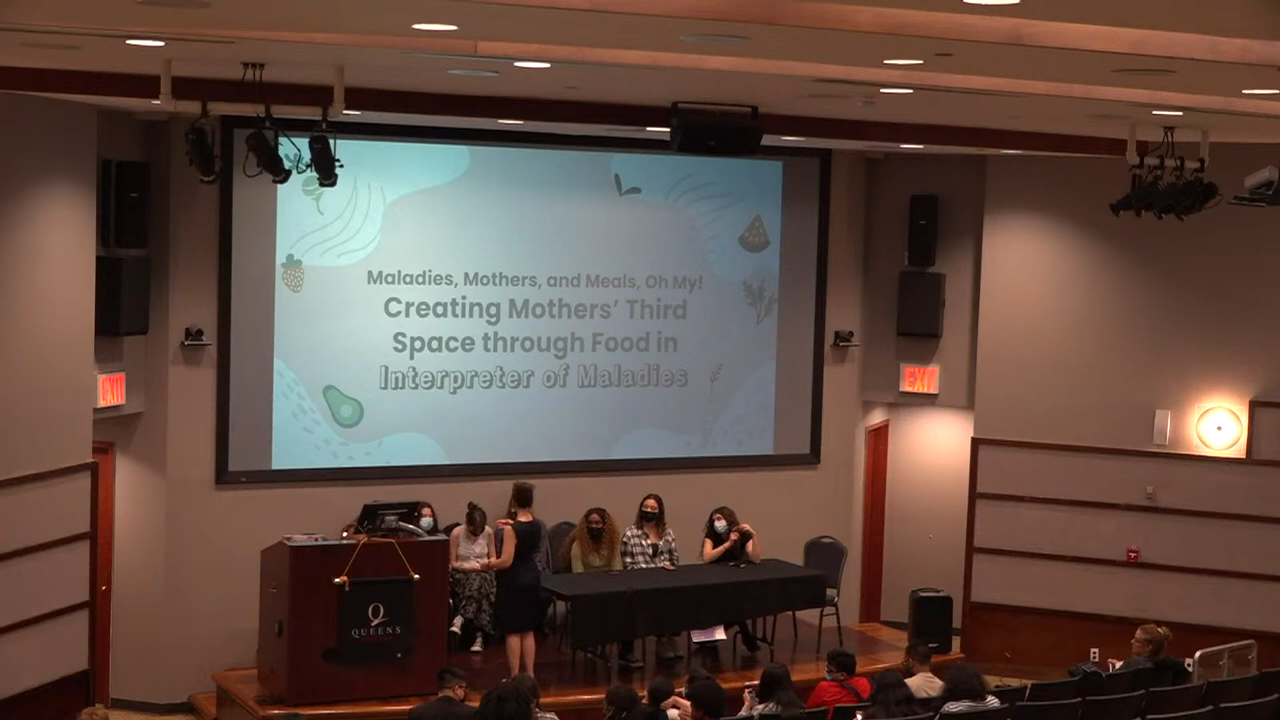 Maladies, Mothers, and Meals, Oh My!
Creating Mothers' Third
Space through Food in
Interpreter of Maladies
EXIT
EXIT
Q
QUEENS